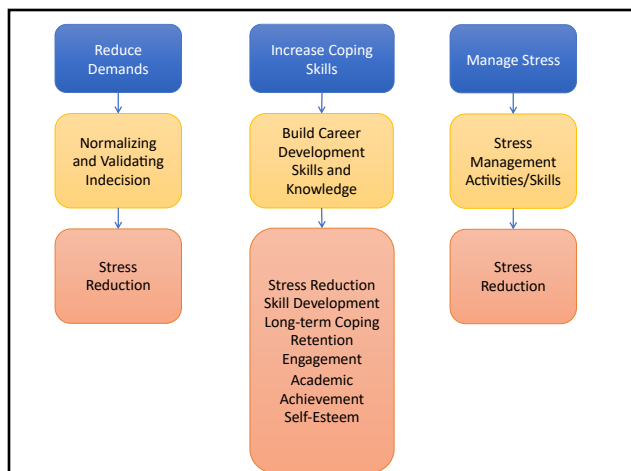 Reduce
Demands
Normalizing
and Validating
Indecision
Stress
Reduction
Increase Coping
Skills
Build Career
Development
Skills and
Knowledge
Stress Reduction
Skill Development
Long-term Coping
Retention
Engagement
Academic
Achievement
Self-Esteem
Manage Stress
Stress
Management
Activities/Skills
Stress
Reduction